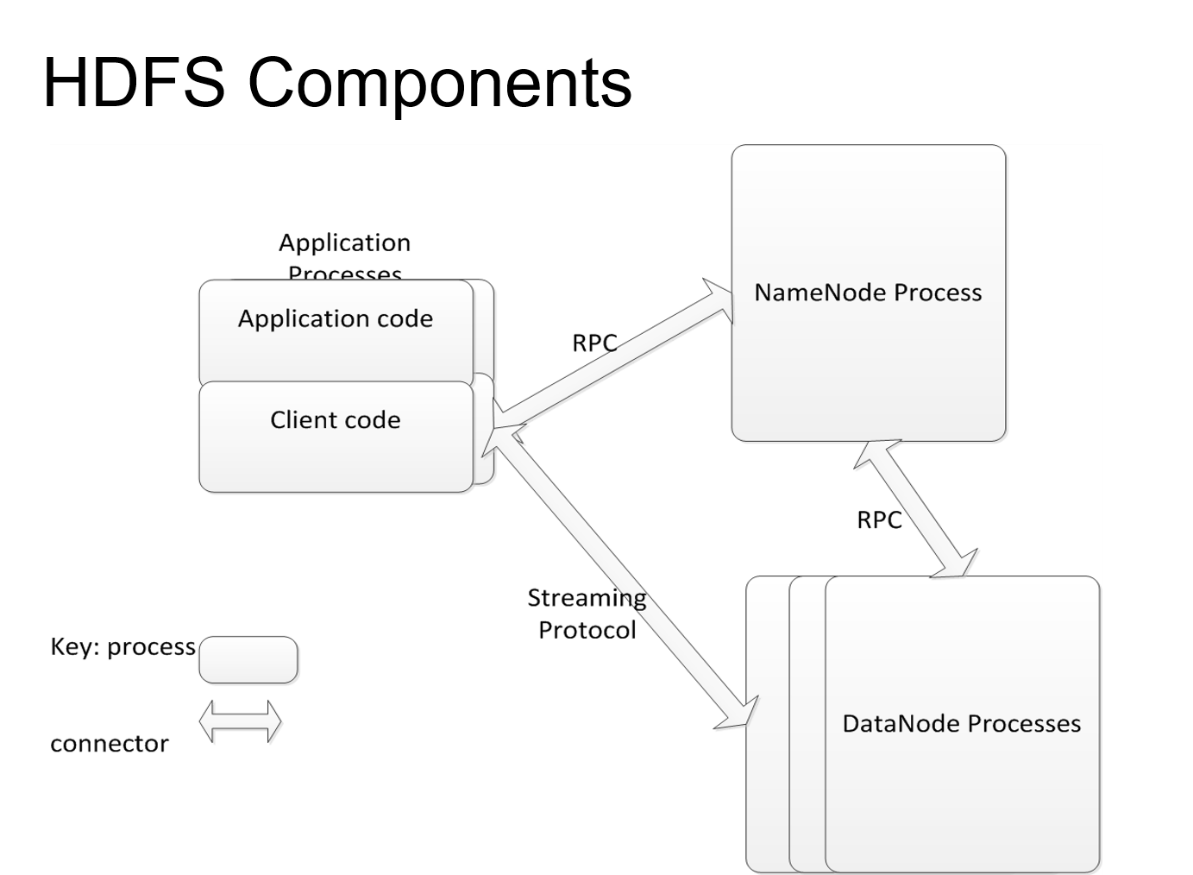 HDFS Components
Application
Processes
Application code
Client code
RPC
NameNode Process
RPC
Streaming
Protocol
DataNode Processes
Key: process
connector